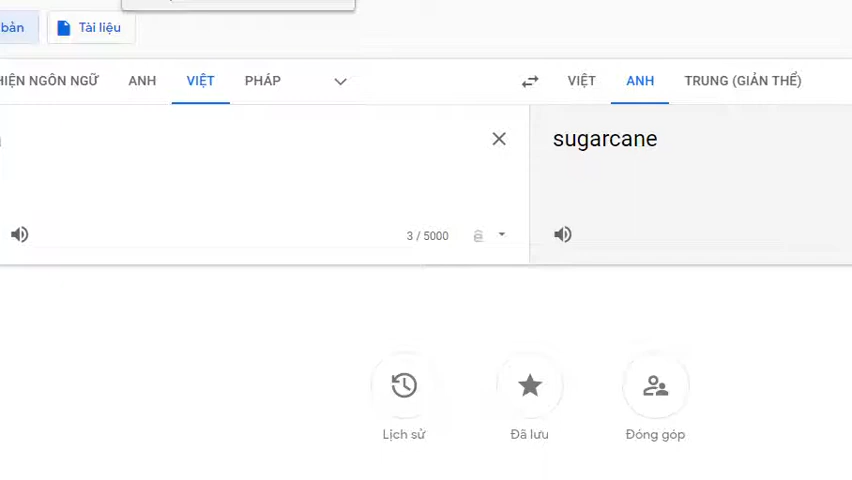 bản Tài liệu
HIỆN NGÔN NGỮ ANH VIỆT PHÁP VIỆT ANH TRUNG (GIẢN THỂ)
sugarcane
3 / 5000
Lịch sử Đã lưu Đóng góp